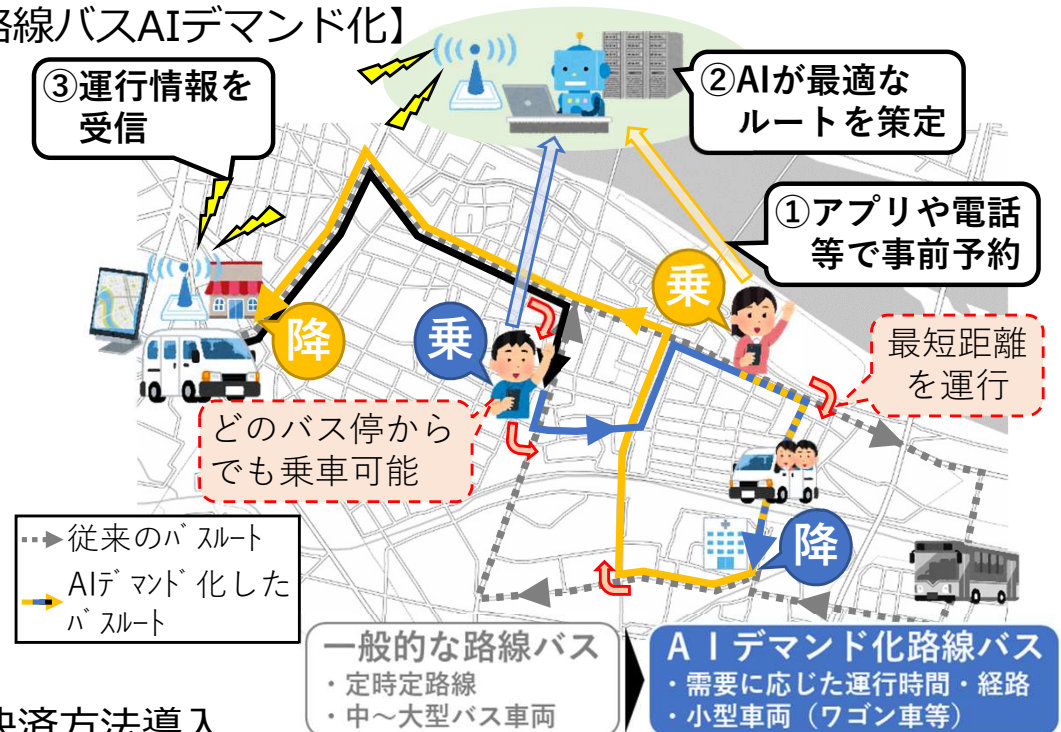 路線バスAIデマンド化】
③運行情報を
受信
②AIが最適な
ルートを策定
①アプリや電話
等で事前予約
乗
乗
降
最短距離
を運行
どのバス停から
でも乗車可能
降
従来のバスルート
AIデマンド化した
バスルート
一般的な路線バス
・定時定路線
・中～大型バス車両
AIデマンド化路線バス
・需要に応じた運行時間・経路
・小型車両（ワゴン車等）
決済方法導入